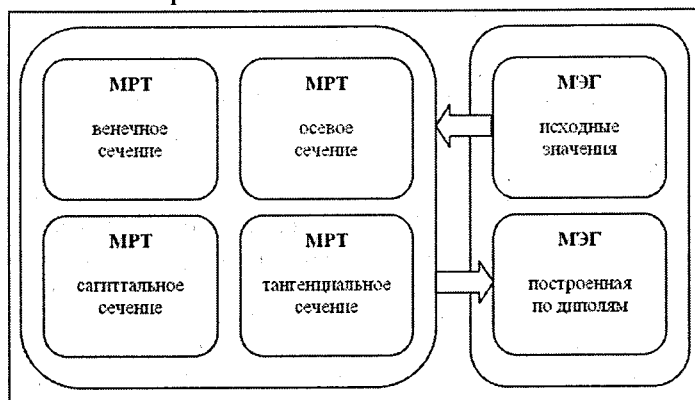 МРТ
венечное
сечение
МРТ
осевое
сечение
МЭГ
исходные
значения
МРТ
сагиттальное
сечение
МРТ
тангенциальное
сечение
МЭГ
построенная
по диполям